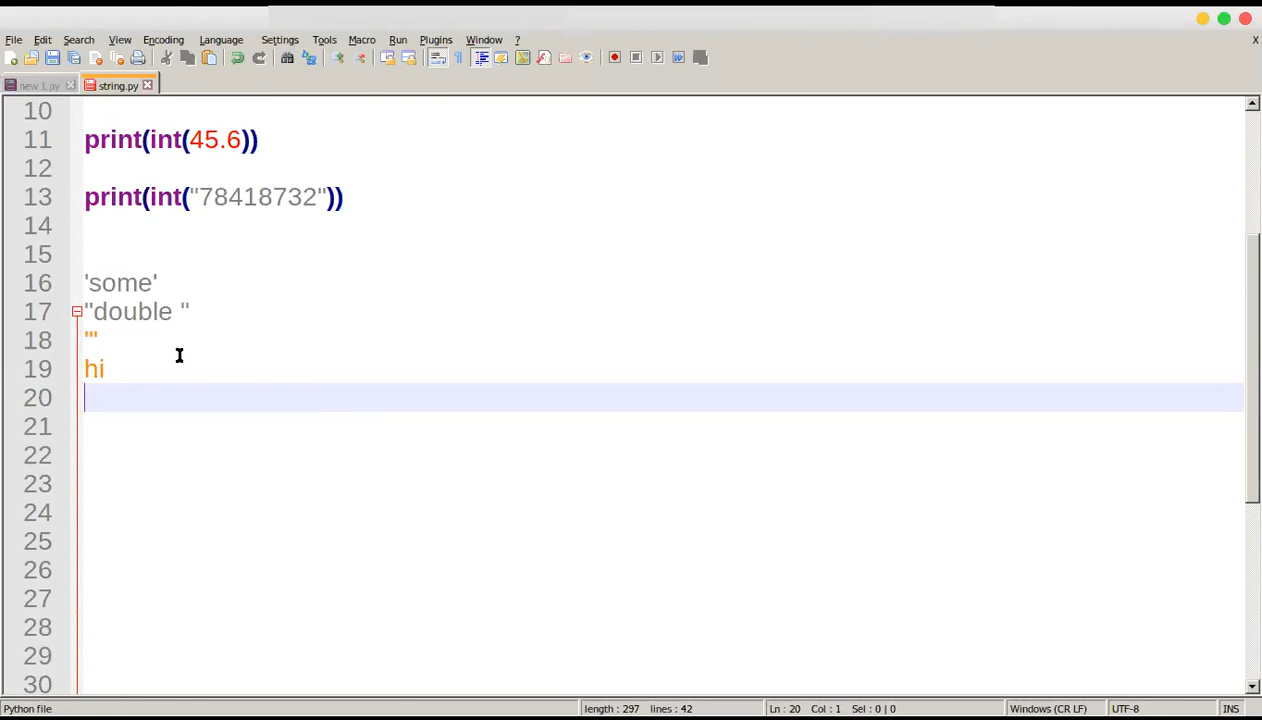 File Edit Search View Encoding Language Settings Tools Macro Run Plugins Window ? X
new 1.py string.py
10
11 print(int(45.6))
12
13 print(int("78418732"))
14
15
16 'some'
17 "double "
18 '''
19 hi
20
21
22
23
24
25
26
27
28
29
30
Python file length : 297 lines : 42 Ln : 20 Col : 1 Sel : 0 | 0 Windows (CR LF) UTF-8 INS